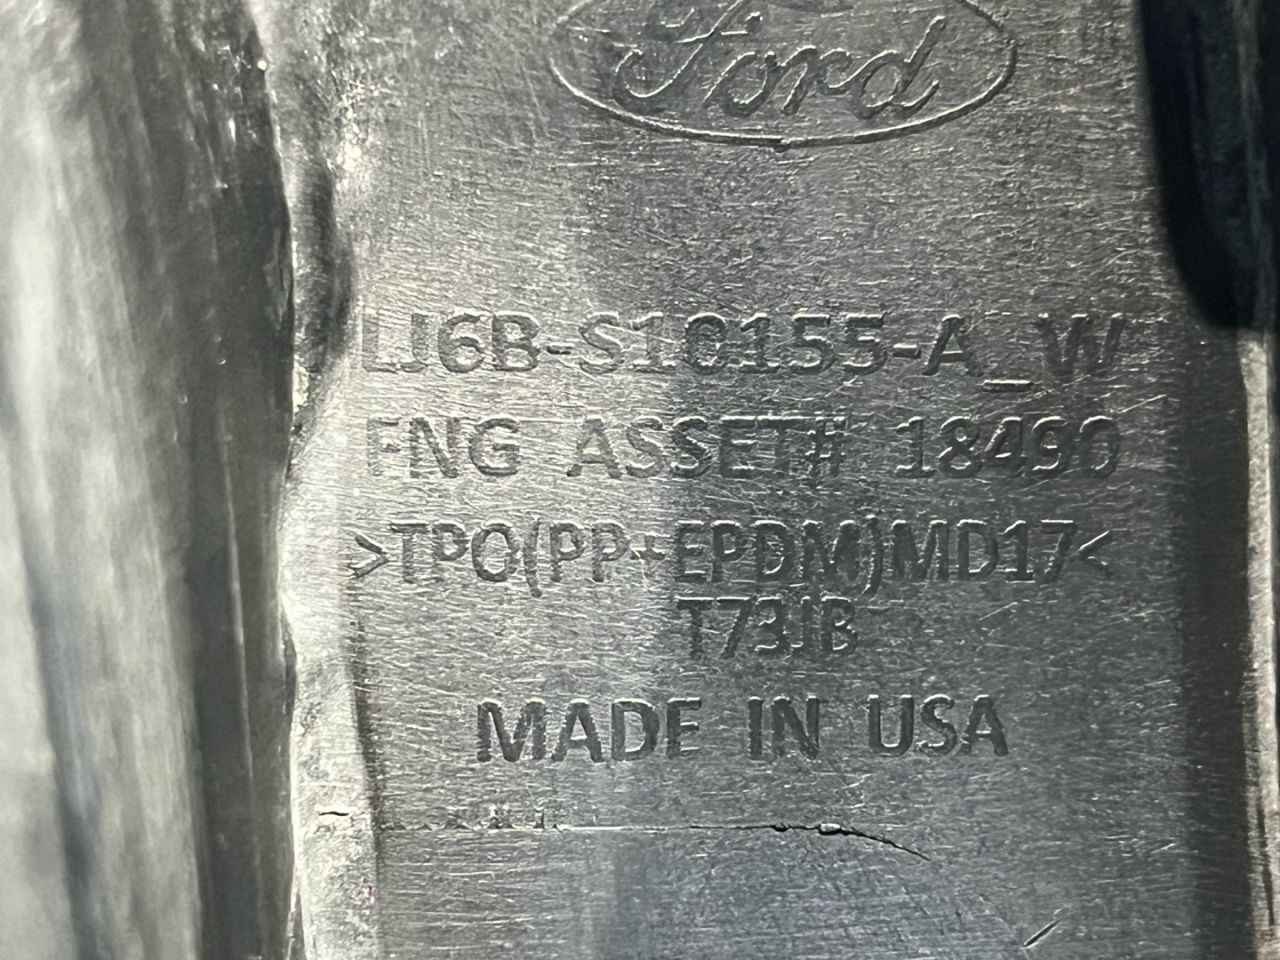 Ford
LJ6B-S10155-A_W
FNG ASSET# 18490
>TPO(PP+EPDM)MD17<
T73JB
MADE IN USA